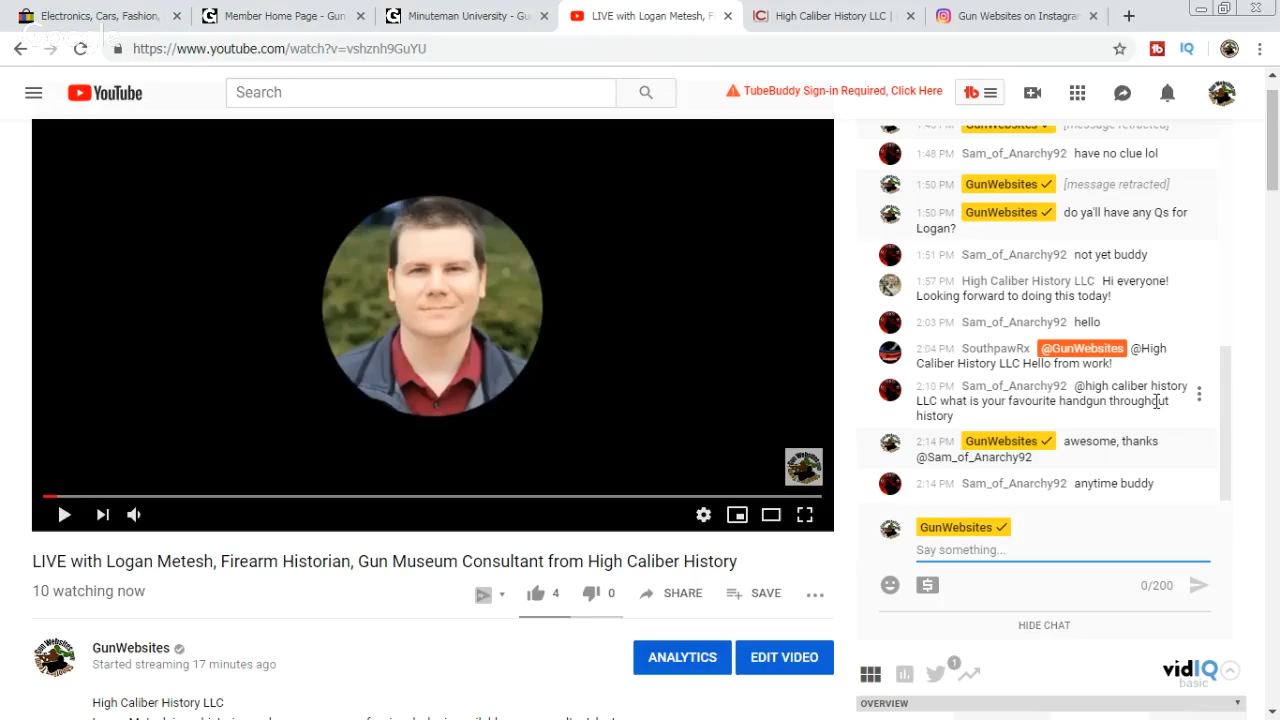 Electronics, Cars, Fashion,
Member Home - Gun
Minuteman University - Gu
LIVE with Logan Metesh, F
High Caliber History LLC |
Gun Websites on Instagra
https://www.youtube.com/watch?v=vshznh9GuYU
YouTube
Search
TubeBuddy Sign-in Required, Click Here
GunWebsites [message retracted]
1:48 PM Sam_of_Anarchy92 have no clue lol
1:50 PM GunWebsites [message retracted]
1:50 PM GunWebsites do ya'll have any Qs for
Logan?
1:51 PM Sam_of_Anarchy92 not yet buddy
1:57 PM High Caliber History LLC Hi everyone!
Looking forward to doing this today!
2:03 PM Sam_of_Anarchy92 hello
2:04 PM SouthpawRx @GunWebsites @High
Caliber History LLC Hello from work!
2:10 PM Sam_of_Anarchy92 @high caliber history
LLC what is your favourite handgun throughout
history
2:14 PM GunWebsites awesome, thanks
@Sam_of_Anarchy92
2:14 PM Sam_of_Anarchy92 anytime buddy
GunWebsites
Say something...
0/200
HIDE CHAT
LIVE with Logan Metesh, Firearm Historian, Gun Museum Consultant from High Caliber History
10 watching now
4
0
SHARE
SAVE
GunWebsites
Started streaming 17 minutes ago
ANALYTICS
EDIT VIDEO
High Caliber History LLC
1
vidIQ
basic
OVERVIEW